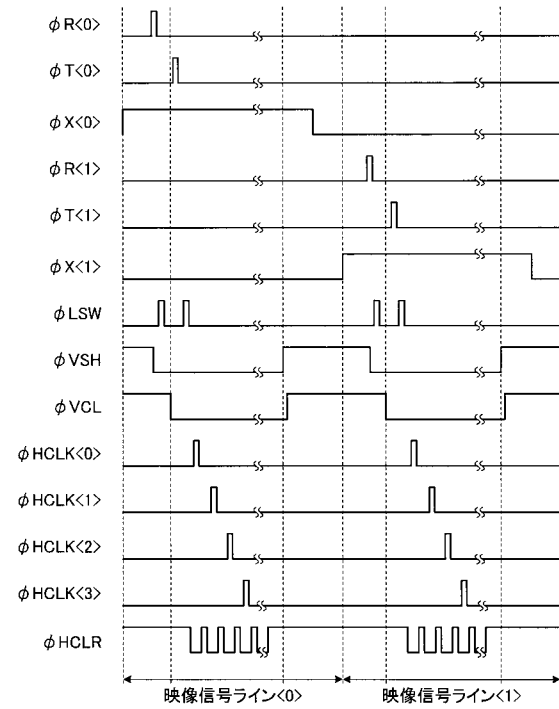 φR<0>
φT<0>
φX<0>
φR<1>
φT<1>
φX<1>
φLSW
φVSH
φVCL
φHCLK<0>
φHCLK<1>
φHCLK<2>
φHCLK<3>
φHCLR
映像信号ライン<0> 映像信号ライン<1>